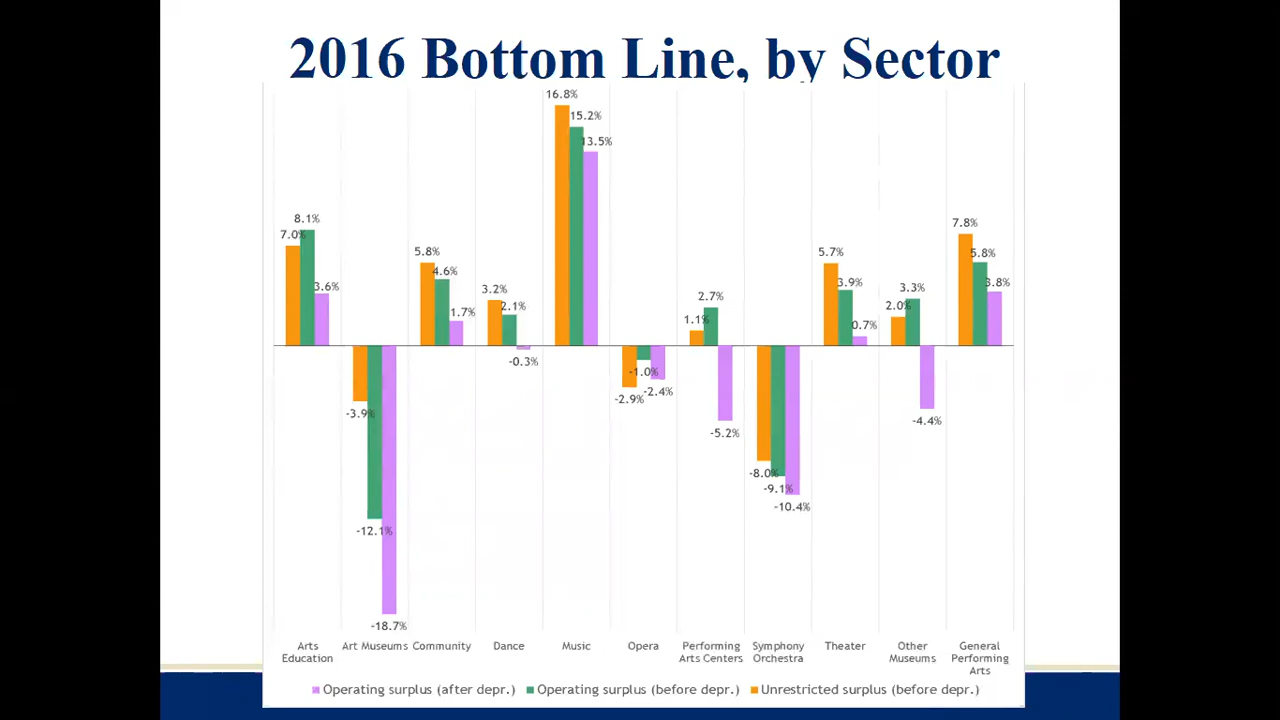 2016 Bottom Line, by Sector
16.8%
15.2%
13.5%
8.1%
7.0%
3.6%
5.8%
4.6%
1.7%
3.2%
2.1%
-0.3%
2.7%
1.1%
5.7%
3.9%
0.7%
3.3%
2.0%
7.8%
5.8%
3.8%
-3.9%
-12.1%
-18.7%
-2.9%
-1.0%
-2.4%
-5.2%
-8.0%
-9.1%
-10.4%
-4.4%
Arts
Education
Art Museums
Community
Dance
Music
Opera
Performing
Arts Centers
Symphony
Orchestra
Theater
Other
Museums
General
Performing
Arts
Operating surplus (after depr.)
Operating surplus (before depr.)
Unrestricted surplus (before depr.)